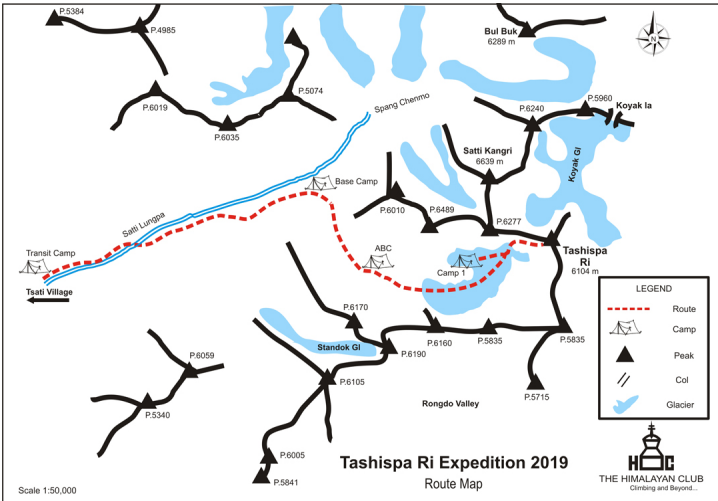 P.5384
P.4985
Bul Buk
6289 m
N
P.5074
P.6019
P.6035
Spang Chenmo
P.6240
P.5960
Koyak la
Satti Kangri
6639 m
Koyak Gl
Base Camp
P.6010
P.6489
P.6277
Satti Lungpa
Transit Camp
Tsati Village
ABC
Camp 1
Tashispa
Ri
6104 m
P.6170
Standok Gl
P.6190
P.6160
P.5835
P.5835
P.6059
P.6105
P.5340
P.5715
Rongdo Valley
P.6005
P.5841
LEGEND
Route
Camp
Peak
Col
Glacier
Tashispa Ri Expedition 2019
Route Map
Scale 1:50,000
H C
THE HIMALAYAN CLUB
Climbing and Beyond...